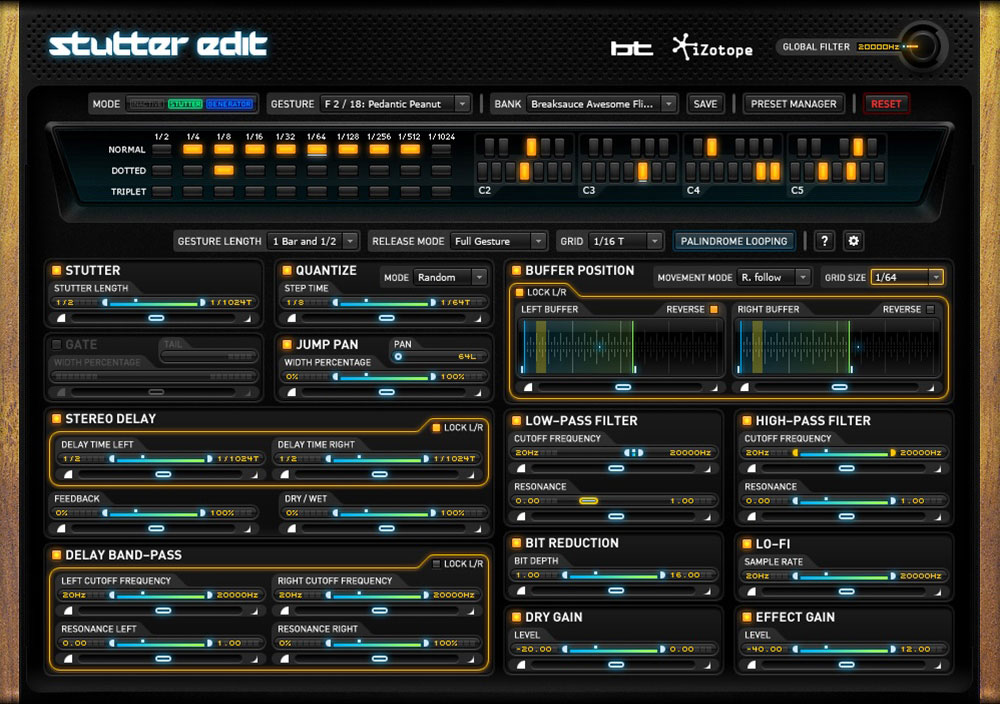 stutter edit
bt iZotope
GLOBAL FILTER 20000Hz
MODE INACTIVE STUTTER GENERATOR GESTURE F 2 / 18: Pedantic Peanut BANK Breaksauce Awesome Fli... SAVE PRESET MANAGER RESET
1/2 1/4 1/8 1/16 1/32 1/64 1/128 1/256 1/512 1/1024
NORMAL
DOTTED
TRIPLET
C2 C3 C4 C5
GESTURE LENGTH 1 Bar and 1/2 RELEASE MODE Full Gesture GRID 1/16 T PALINDROME LOOPING ?
STUTTER
STUTTER LENGTH
1/2 1/1024T
QUANTIZE MODE Random
STEP TIME
1/8 1/64T
GATE TAIL
WIDTH PERCENTAGE
JUMP PAN PAN
64L
WIDTH PERCENTAGE
0% 100%
BUFFER POSITION MOVEMENT MODE R. follow GRID SIZE 1/64
LOCK L/R
LEFT BUFFER REVERSE RIGHT BUFFER REVERSE
STEREO DELAY LOCK L/R
DELAY TIME LEFT DELAY TIME RIGHT
1/2 1/1024T 1/2 1/1024T
FEEDBACK DRY / WET
0% 100% 0% 100%
DELAY BAND-PASS LOCK L/R
LEFT CUTOFF FREQUENCY RIGHT CUTOFF FREQUENCY
20Hz 20000Hz 20Hz 20000Hz
RESONANCE LEFT RESONANCE RIGHT
0.00 1.00 0% 100%
LOW-PASS FILTER
CUTOFF FREQUENCY
20Hz 20000Hz
RESONANCE
0.00 1.00
HIGH-PASS FILTER
CUTOFF FREQUENCY
20Hz 20000Hz
RESONANCE
0.00 1.00
BIT REDUCTION
BIT DEPTH
1.00 16.00
LO-FI
SAMPLE RATE
20Hz 20000Hz
DRY GAIN
LEVEL
-20.00 0.00
EFFECT GAIN
LEVEL
-40.00 12.00